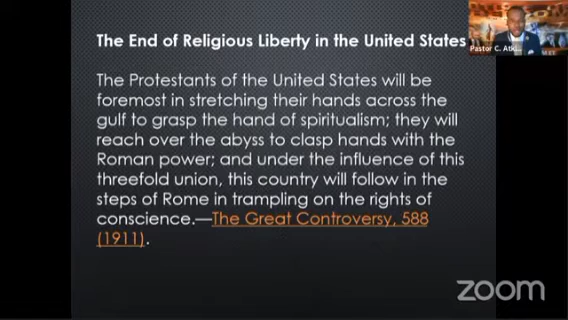 The End of Religious Liberty in the United States
Pastor C. Atki...
The Protestants of the United States will be
foremost in stretching their hands across the
gulf to grasp the hand of spiritualism; they will
reach over the abyss to clasp hands with the
Roman power; and under the influence of this
threefold union, this country will follow in the
steps of Rome in trampling on the rights of
conscience.—The Great Controversy, 588
(1911).
zoom